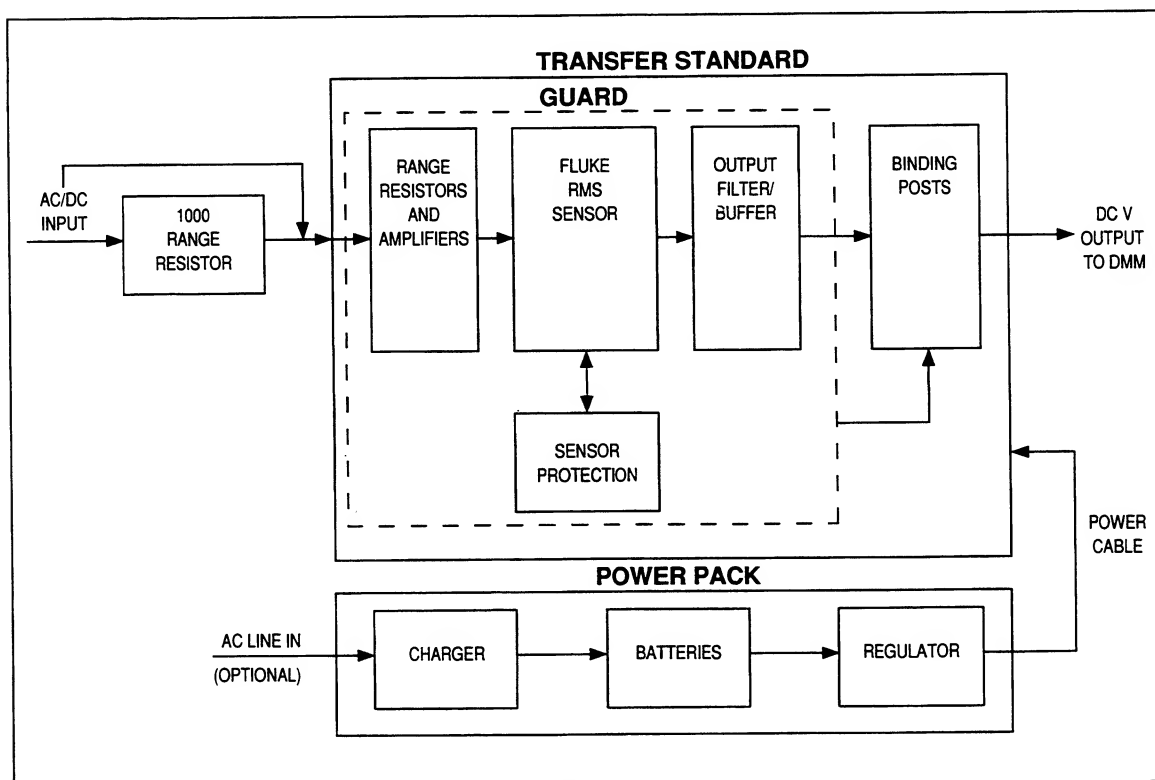 TRANSFER STANDARD
GUARD
AC/DC
INPUT
1000
RANGE
RESISTOR
RANGE
RESISTORS
AND
AMPLIFIERS
FLUKE
RMS
SENSOR
OUTPUT
FILTER/
BUFFER
BINDING
POSTS
DC V
OUTPUT
TO DMM
SENSOR
PROTECTION
POWER
CABLE
POWER PACK
AC LINE IN
(OPTIONAL)
CHARGER
BATTERIES
REGULATOR